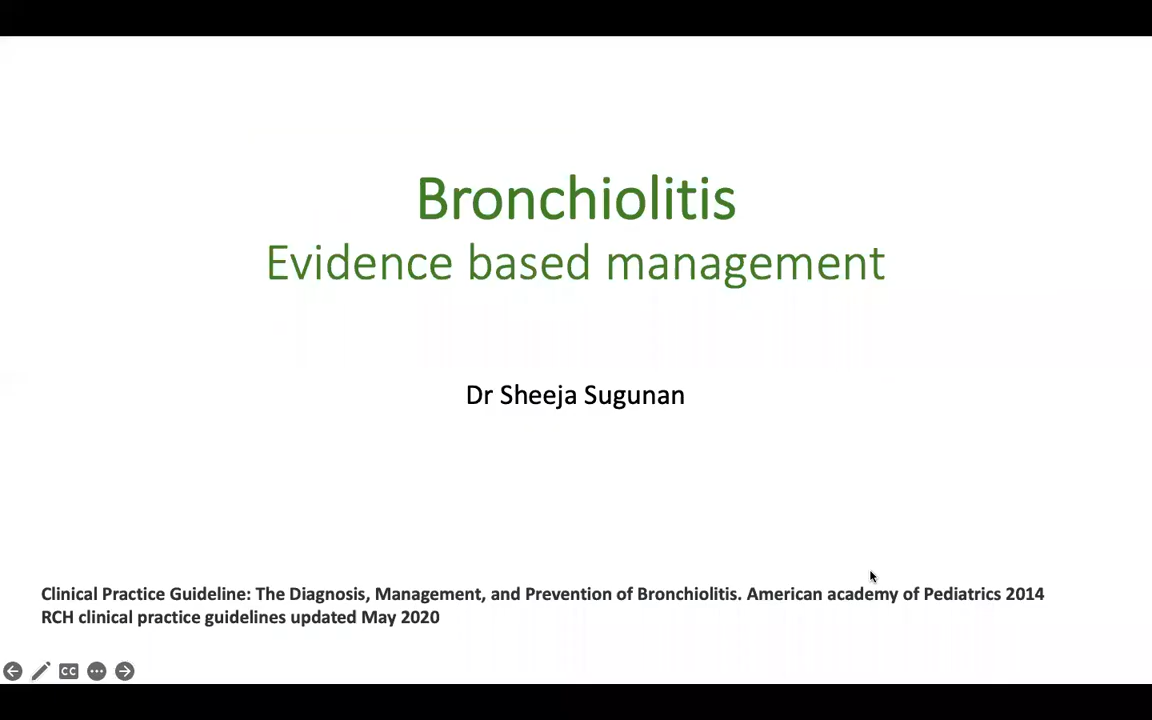 Bronchiolitis
Evidence based management
Dr Sheeja Sugunan
Clinical Practice Guideline: The Diagnosis, Management, and Prevention of Bronchiolitis. American academy of Pediatrics 2014
RCH clinical practice guidelines updated May 2020
CC